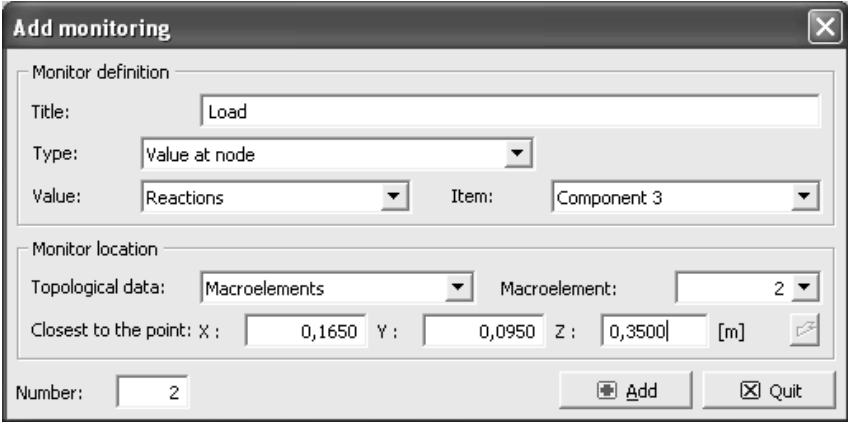 Add monitoring
Monitor definition
Title: Load
Type: Value at node
Value: Reactions Item: Component 3
Monitor location
Topological data: Macroelements Macroelement: 2
Closest to the point: X : 0,1650 Y : 0,0950 Z : 0,3500 [m]
Number: 2 Add Quit